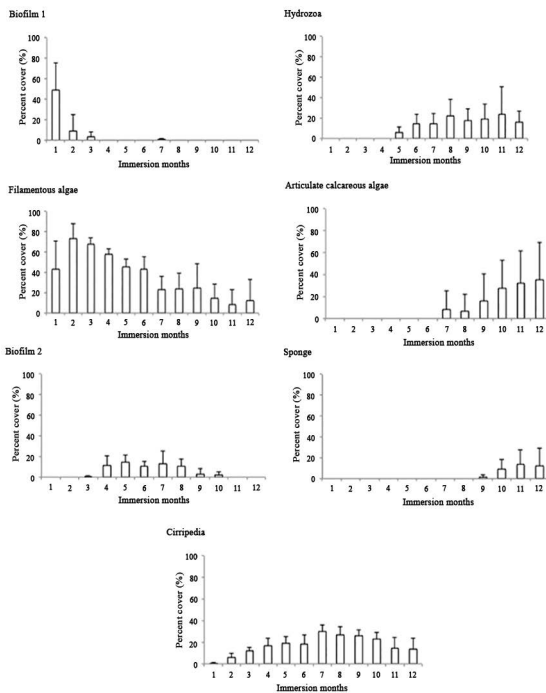 Biofilm 1
Percent cover (%)
100
80
60
40
20
0
1 2 3 4 5 6 7 8 9 10 11 12
Immersion months
Hydrozoa
Percent cover (%)
100
80
60
40
20
0
1 2 3 4 5 6 7 8 9 10 11 12
Immersion months
Filamentous algae
Percent cover (%)
100
80
60
40
20
0
1 2 3 4 5 6 7 8 9 10 11 12
Immersion months
Articulate calcareous algae
Percent cover (%)
100
80
60
40
20
0
1 2 3 4 5 6 7 8 9 10 11 12
Immersion months
Biofilm 2
Percent cover (%)
100
80
60
40
20
0
1 2 3 4 5 6 7 8 9 10 11 12
Immersion months
Sponge
Percent cover (%)
100
80
60
40
20
0
1 2 3 4 5 6 7 8 9 10 11 12
Immersion months
Cirripedia
Percent cover (%)
100
80
60
40
20
0
1 2 3 4 5 6 7 8 9 10 11 12
Immersion months